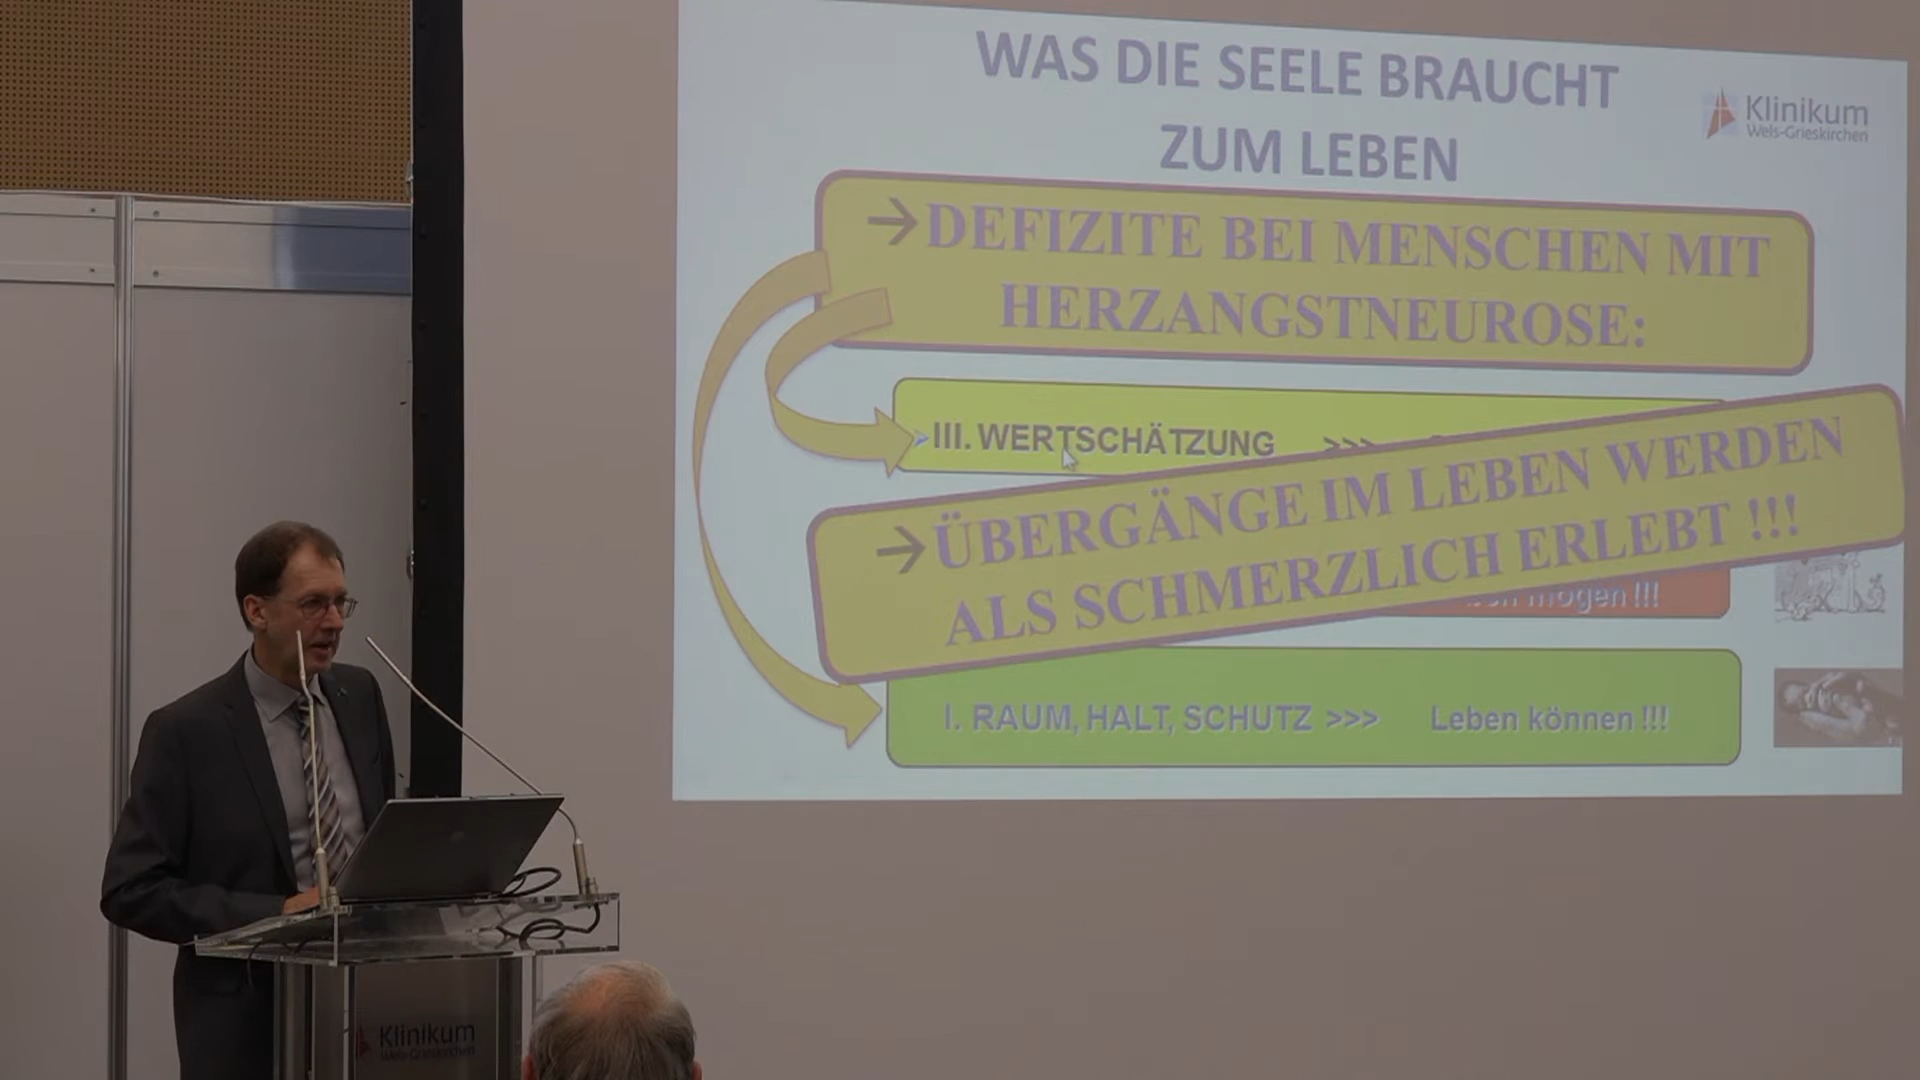 WAS DIE SEELE BRAUCHT
ZUM LEBEN
Klinikum
Wels-Grieskirchen
→DEFIZITE BEI MENSCHEN MIT
HERZANGSTNEUROSE:
➢III. WERTSCHÄTZUNG >>>
→ÜBERGÄNGE IM LEBEN WERDEN
ALS SCHMERZLICH ERLEBT !!!
mögen !!!
I. RAUM, HALT, SCHUTZ >>> Leben können !!!
Klinikum
Wels-Grieskirchen